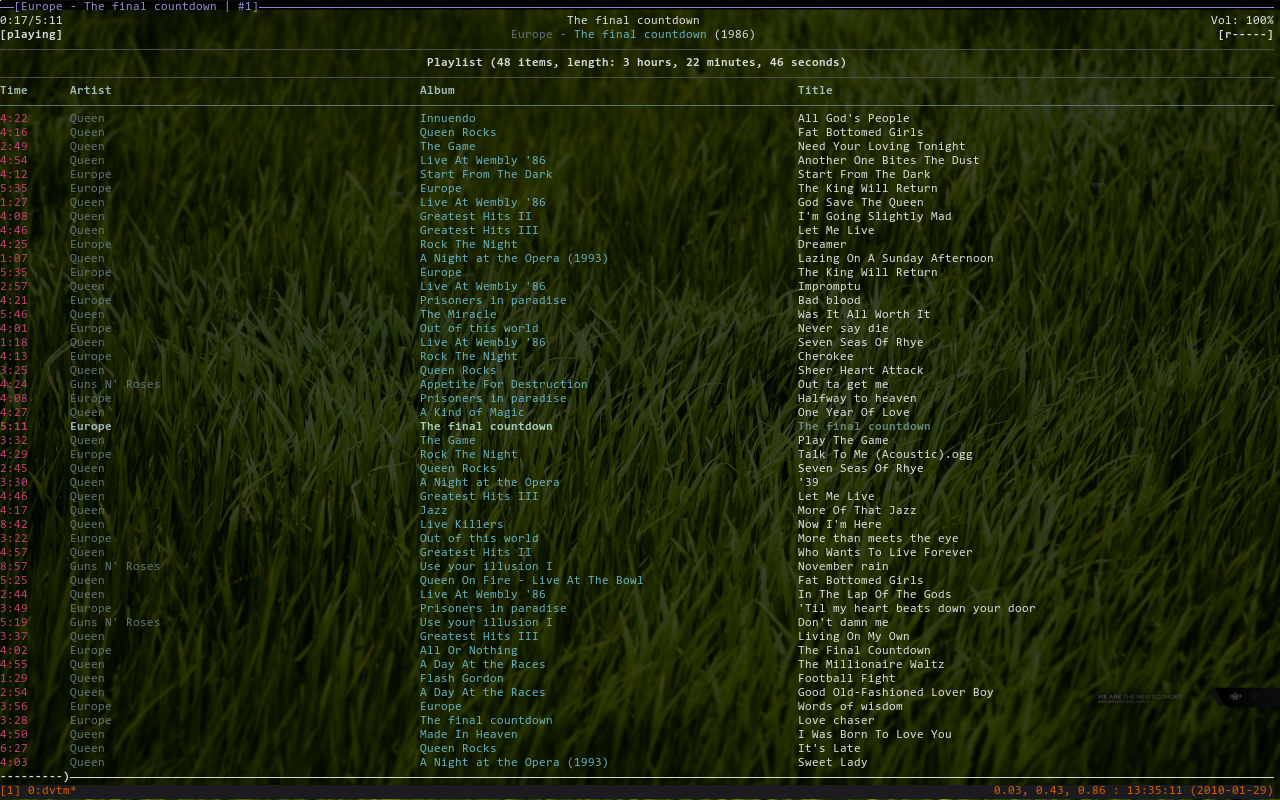 [Europe - The final countdown | #1]
0:17/5:11 The final countdown Vol: 100%
[playing] Europe - The final countdown (1986) [r-----]
Playlist (48 items, length: 3 hours, 22 minutes, 46 seconds)
Time Artist Album Title
4:22 Queen Innuendo All God's People
4:16 Queen Queen Rocks Fat Bottomed Girls
2:49 Queen The Game Need Your Loving Tonight
4:54 Queen Live At Wembly '86 Another One Bites The Dust
4:12 Europe Start From The Dark Start From The Dark
5:35 Europe Europe The King Will Return
1:27 Queen Live At Wembly '86 God Save The Queen
4:08 Queen Greatest Hits II I'm Going Slightly Mad
4:46 Queen Greatest Hits III Let Me Live
4:25 Europe Rock The Night Dreamer
1:07 Queen A Night at the Opera (1993) Lazing On A Sunday Afternoon
5:35 Europe Europe The King Will Return
2:57 Queen Live At Wembly '86 Impromptu
4:21 Europe Prisoners in paradise Bad blood
5:46 Queen The Miracle Was It All Worth It
4:01 Europe Out of this world Never say die
1:18 Queen Live At Wembly '86 Seven Seas Of Rhye
4:13 Europe Rock The Night Cherokee
3:25 Queen Queen Rocks Sheer Heart Attack
4:24 Guns N' Roses Appetite For Destruction Out ta get me
4:08 Europe Prisoners in paradise Halfway to heaven
4:27 Queen A Kind of Magic One Year Of Love
5:11 Europe The final countdown The final countdown
3:32 Queen The Game Play The Game
4:29 Europe Rock The Night Talk To Me (Acoustic).ogg
2:45 Queen Queen Rocks Seven Seas Of Rhye
3:30 Queen A Night at the Opera '39
4:46 Queen Greatest Hits III Let Me Live
4:17 Queen Jazz More Of That Jazz
8:42 Queen Live Killers Now I'm Here
3:22 Europe Out of this world More than meets the eye
4:57 Queen Greatest Hits II Who Wants To Live Forever
8:57 Guns N' Roses Use your illusion I November rain
5:25 Queen Queen On Fire - Live At The Bowl Fat Bottomed Girls
2:44 Queen Live At Wembly '86 In The Lap Of The Gods
3:49 Europe Prisoners in paradise 'Til my heart beats down your door
5:19 Guns N' Roses Use your illusion I Don't damn me
3:37 Queen Greatest Hits III Living On My Own
4:02 Europe All Or Nothing The Final Countdown
4:55 Queen A Day At the Races The Millionaire Waltz
1:29 Queen Flash Gordon Football Fight
2:54 Queen A Day At the Races Good Old-Fashioned Lover Boy
3:56 Europe Europe Words of wisdom
3:28 Europe The final countdown Love chaser
4:50 Queen Made In Heaven I Was Born To Love You
6:27 Queen Queen Rocks It's Late
4:03 Queen A Night at the Opera (1993) Sweet Lady
WE ARE THE NEW ECONOMY
---------)
[1] 0:dvtm* 0.03, 0.43, 0.86 : 13:35:11 (2010-01-29)